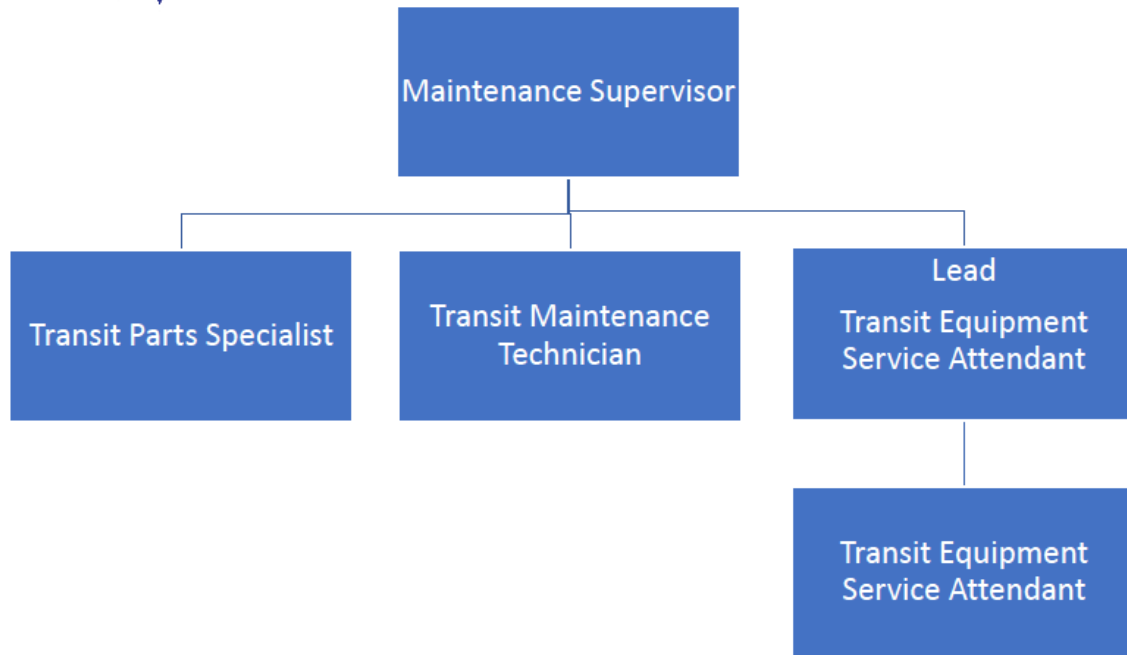 Maintenance Supervisor
Transit Parts Specialist
Transit Maintenance
Technician
Lead
Transit Equipment
Service Attendant
Transit Equipment
Service Attendant